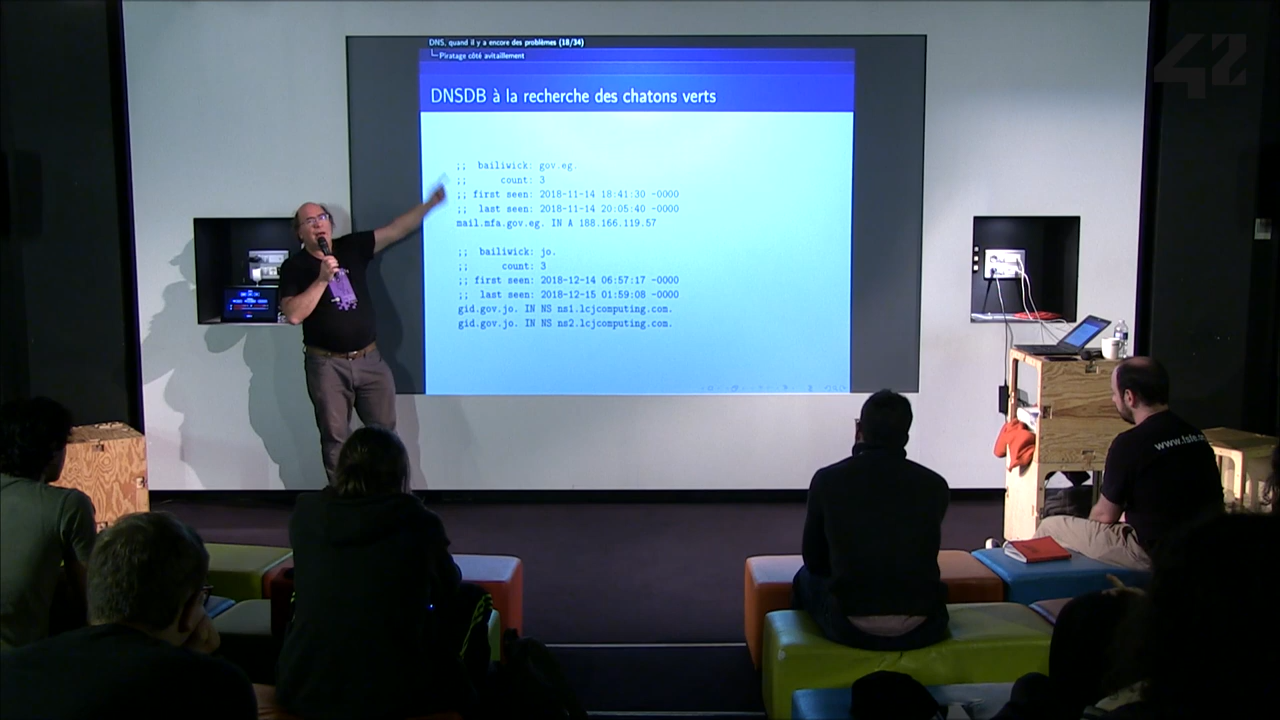 DNS, quand il y a encore des problèmes (18/34)
Piratage côté avitaillement
DNSDB à la recherche des chatons verts
;; bailiwick: gov.eg.
;; count: 3
;; first seen: 2018-11-14 18:41:30 -0000
;; last seen: 2018-11-14 20:05:40 -0000
mail.mfa.gov.eg. IN A 188.166.119.57
;; bailiwick: jo.
;; count: 3
;; first seen: 2018-12-14 06:57:17 -0000
;; last seen: 2018-12-15 01:59:08 -0000
gid.gov.jo. IN NS ns1.lcjcomputing.com.
gid.gov.jo. IN NS ns2.lcjcomputing.com.
42